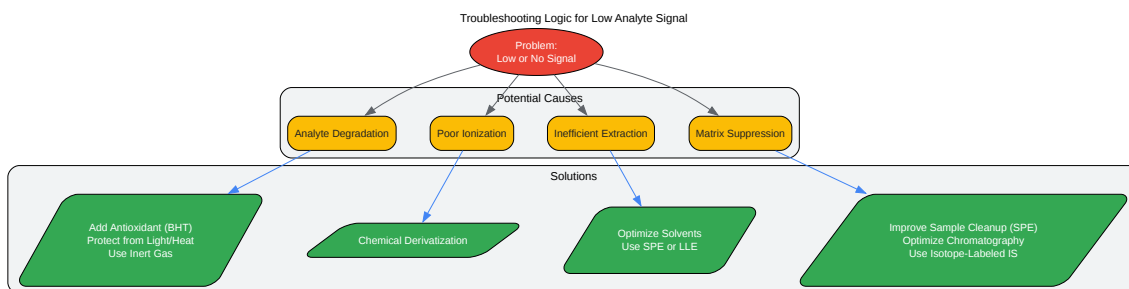 Troubleshooting Logic for Low Analyte Signal
Problem:
Low or No Signal
Potential Causes
Analyte Degradation
Poor Ionization
Inefficient Extraction
Matrix Suppression
Solutions
Add Antioxidant (BHT)
Protect from Light/Heat
Use Inert Gas
Chemical Derivatization
Optimize Solvents
Use SPE or LLE
Improve Sample Cleanup (SPE)
Optimize Chromatography
Use Isotope-Labeled IS